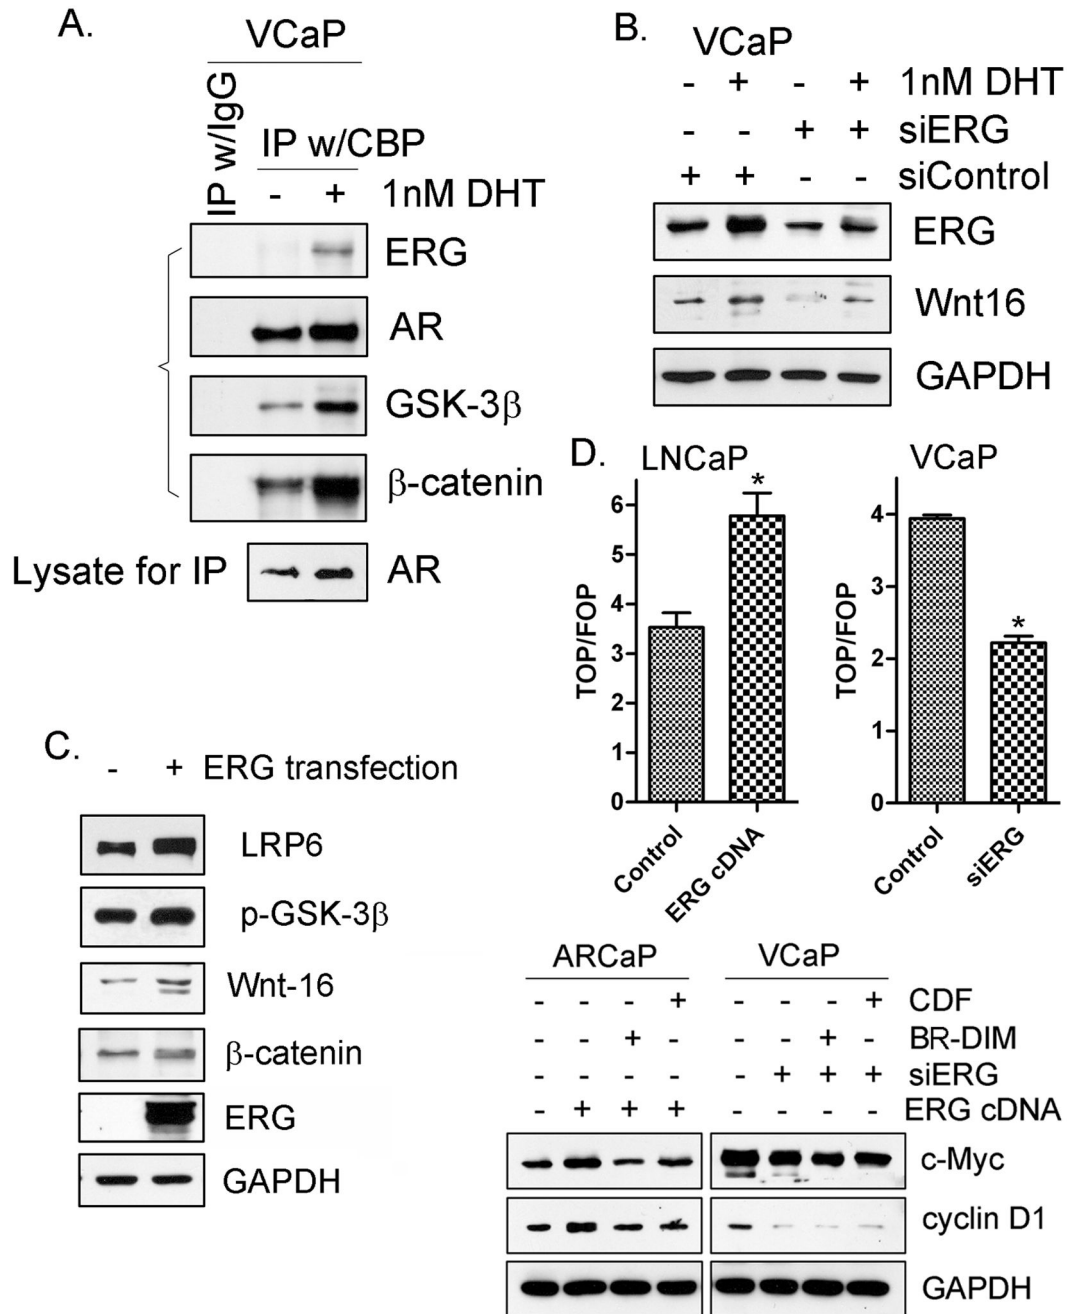 A.
VCaP
IP w/IgG
IP w/CBP
- + 1nM DHT
ERG
AR
GSK-3β
β-catenin
Lysate for IP AR
B.
VCaP
- + - + 1nM DHT
- - + + siERG
+ + - - siControl
ERG
Wnt16
GAPDH
C.
- + ERG transfection
LRP6
p-GSK-3β
Wnt-16
β-catenin
ERG
GAPDH
D.
LNCaP
TOP/FOP
6
5
4
3
2
1
0
*
Control
ERG cDNA
VCaP
TOP/FOP
4
3
2
1
0
*
Control
siERG
ARCaP VCaP
- - - + - - - + CDF
- - + - - - + - BR-DIM
- - - - - + + + siERG
- + + + - - - - ERG cDNA
c-Myc
cyclin D1
GAPDH